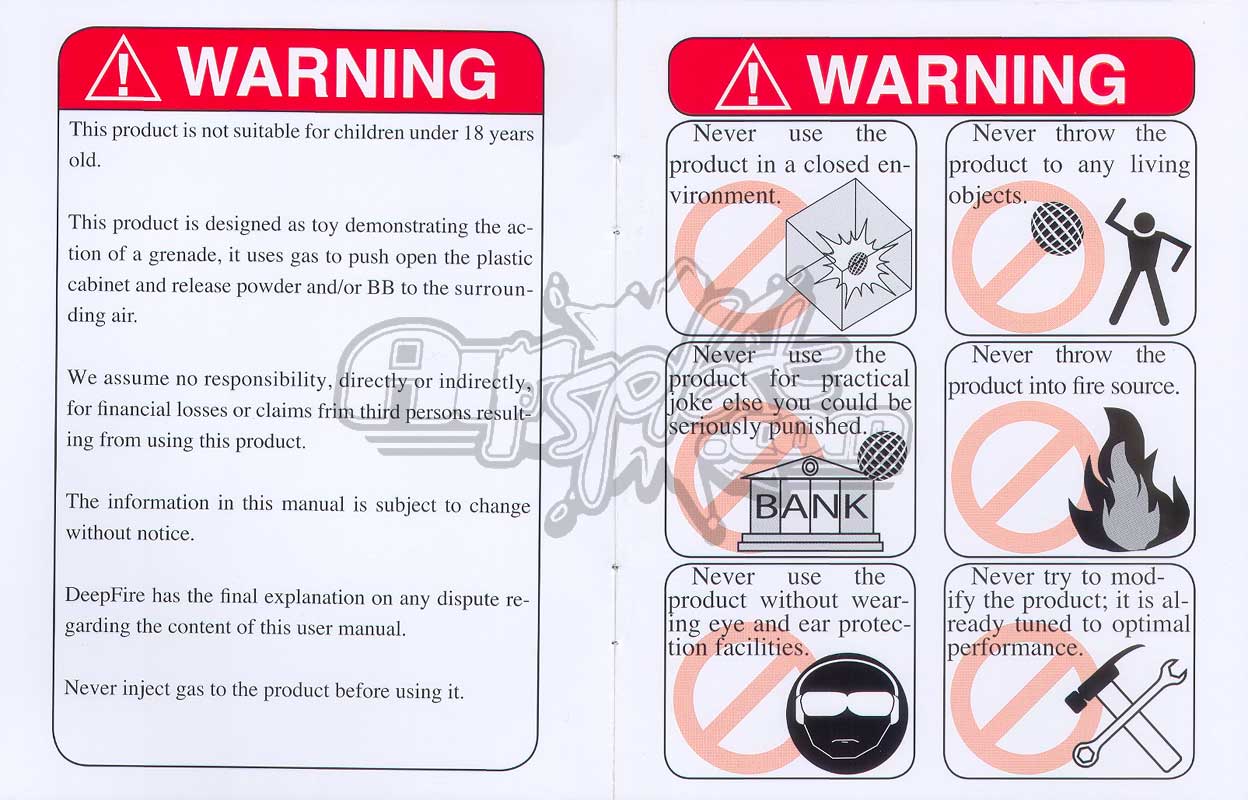 WARNING
This product is not suitable for children under 18 years
old.
This product is designed as toy demonstrating the ac-
tion of a grenade, it uses gas to push open the plastic
cabinet and release powder and/or BB to the surroun-
ding air.
We assume no responsibility, directly or indirectly,
for financial losses or claims frim third persons result-
ing from using this product.
The information in this manual is subject to change
without notice.
DeepFire has the final explanation on any dispute re-
garding the content of this user manual.
Never inject gas to the product before using it.
WARNING
Never use the
product in a closed en-
vironment.
Never throw the
product to any living
objects.
Never use the
product for practical
joke else you could be
seriously punished.
BANK
Never throw the
product into fire source.
Never use the
product without wear-
ing eye and ear protec-
tion facilities.
Never try to mod-
ify the product; it is al-
ready tuned to optimal
performance.